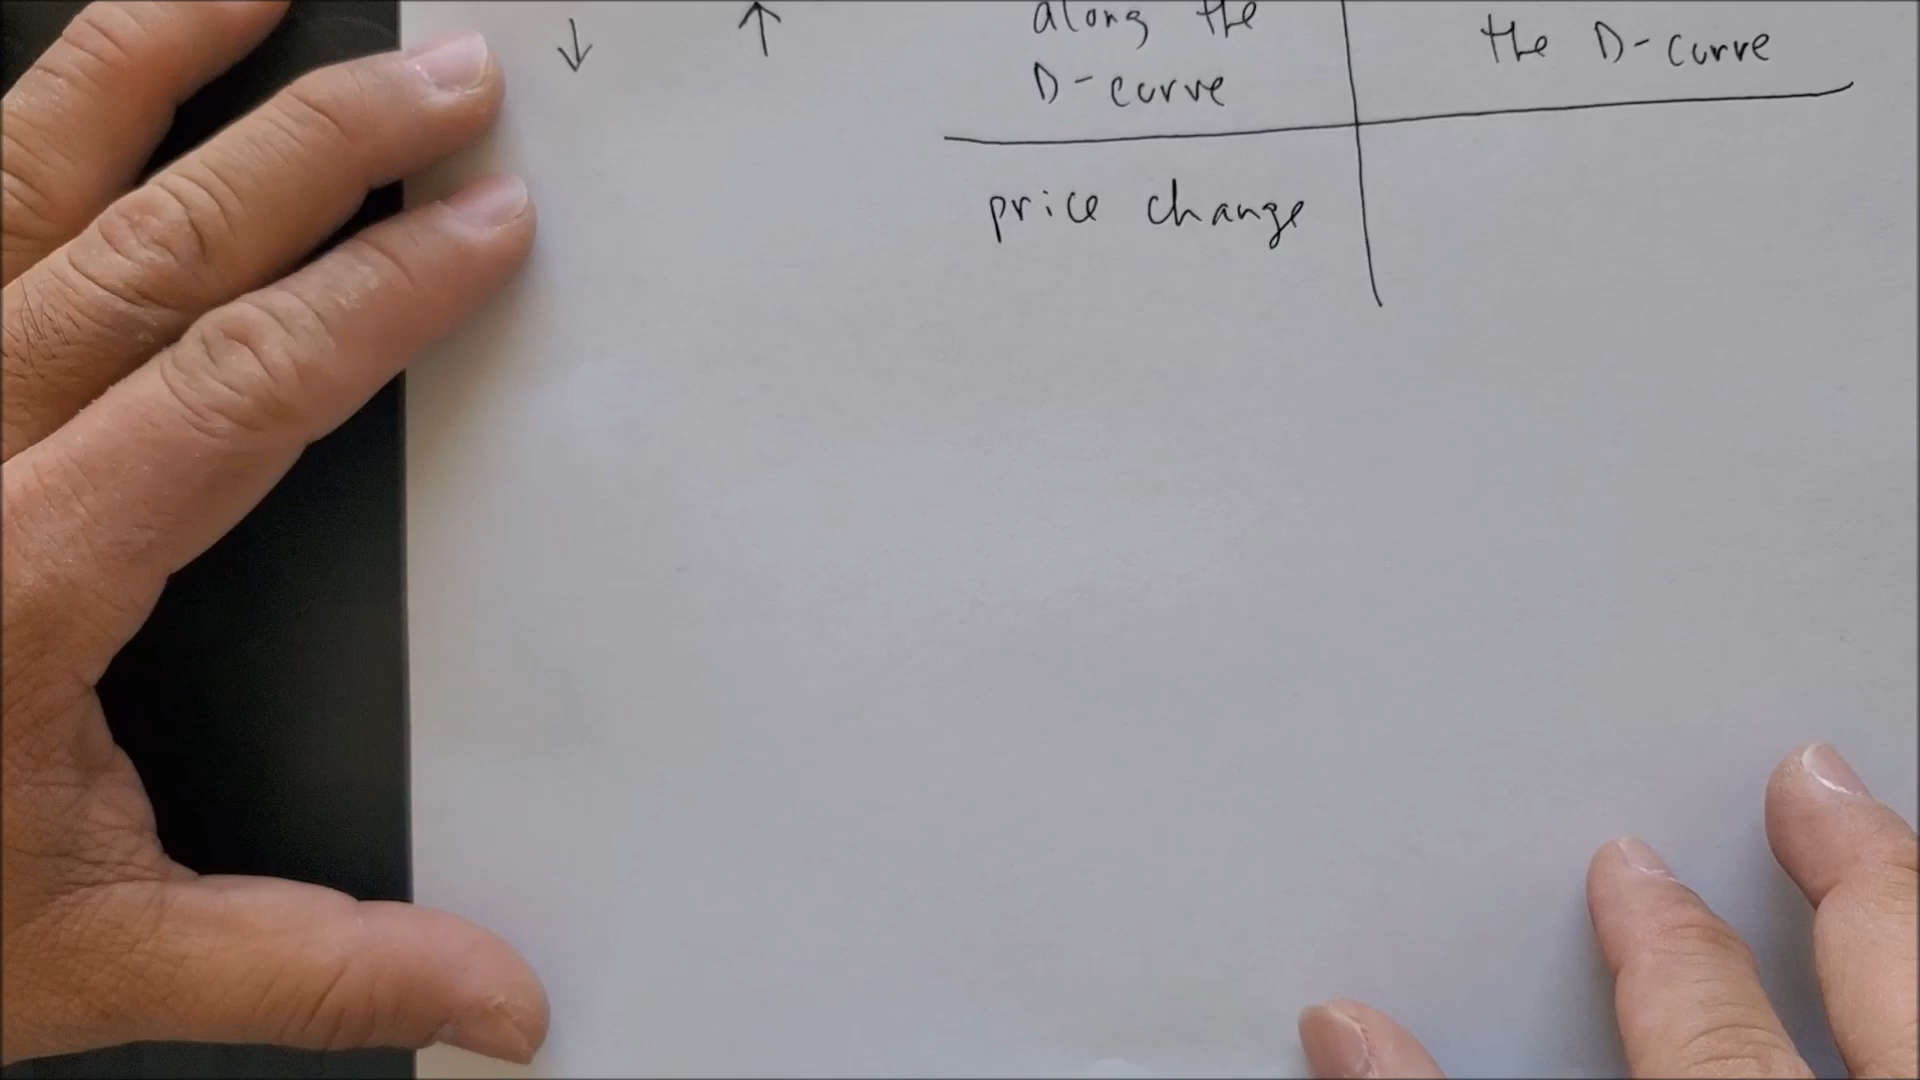 ↓ ↑
along the
D-curve
the D-curve
price change